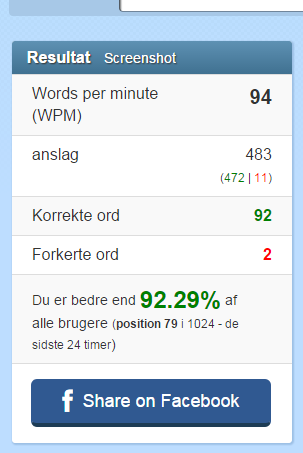 Resultat Screenshot
Words per minute 94
(WPM)
anslag 483
(472 | 11)
Korrekte ord 92
Forkerte ord 2
Du er bedre end 92.29% af
alle brugere (position 79 i 1024 - de
sidste 24 timer)
f Share on Facebook